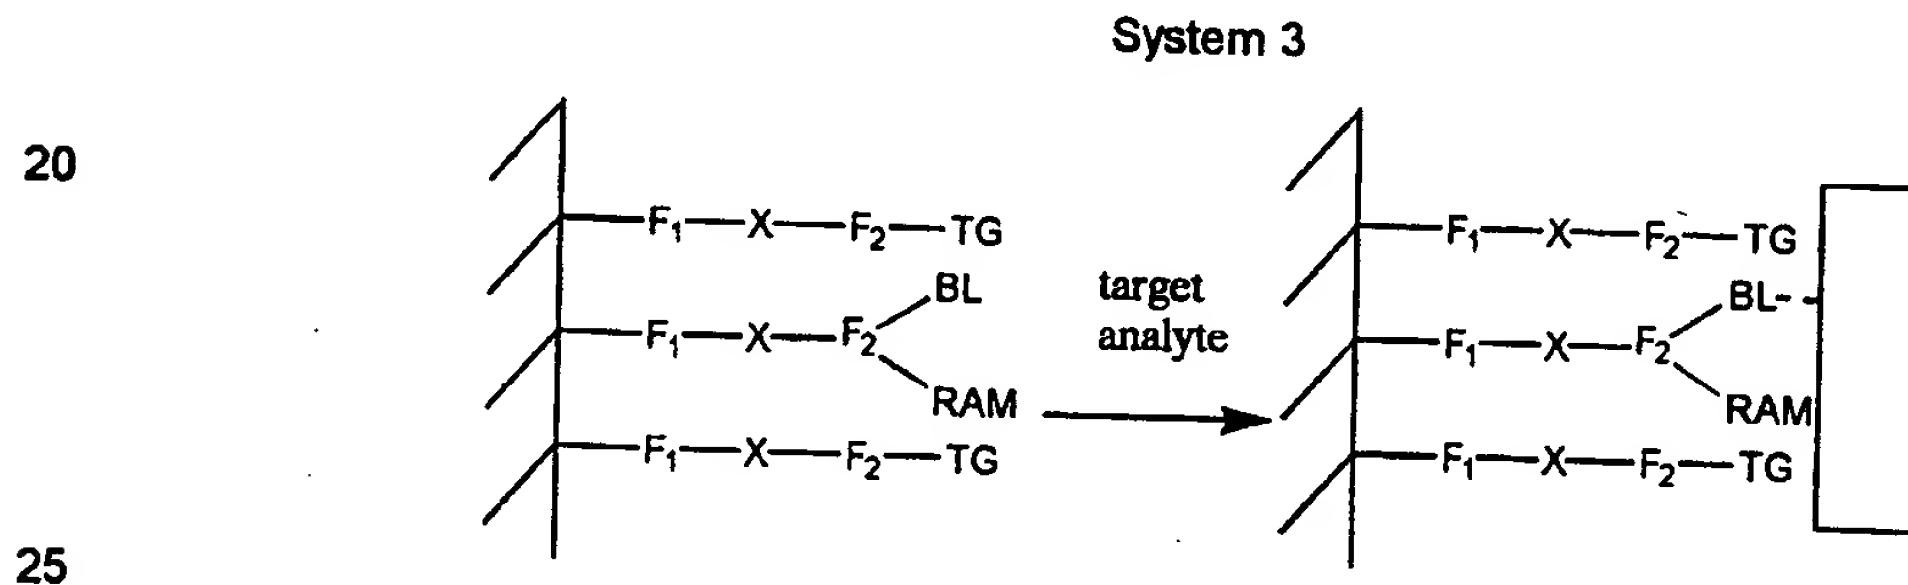 System 3
20
F₁—X—F₂—TG F₁—X—F₂—TG
BL BL
target
analyte
F₁—X—F₂ F₁—X—F₂
RAM RAM
F₁—X—F₂—TG F₁—X—F₂—TG
25